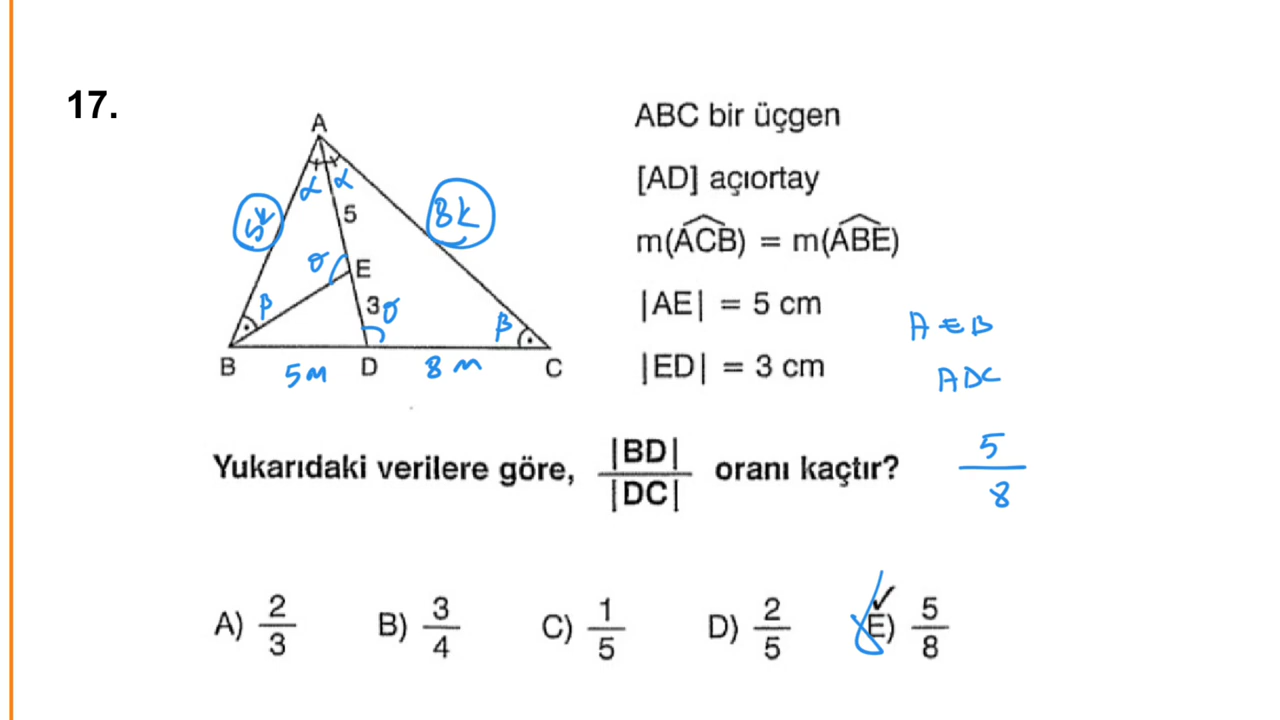 17.
A
α α
5k
8k
5
σ E
β
3 σ
β
B 5m D 8m C
ABC bir üçgen
[AD] açıortay
m(ACB) = m(ABE)
|AE| = 5 cm
|ED| = 3 cm
AEB
ADC
Yukarıdaki verilere göre, |BD| / |DC| oranı kaçtır?
5 / 8
A) 2/3 B) 3/4 C) 1/5 D) 2/5 E) 5/8